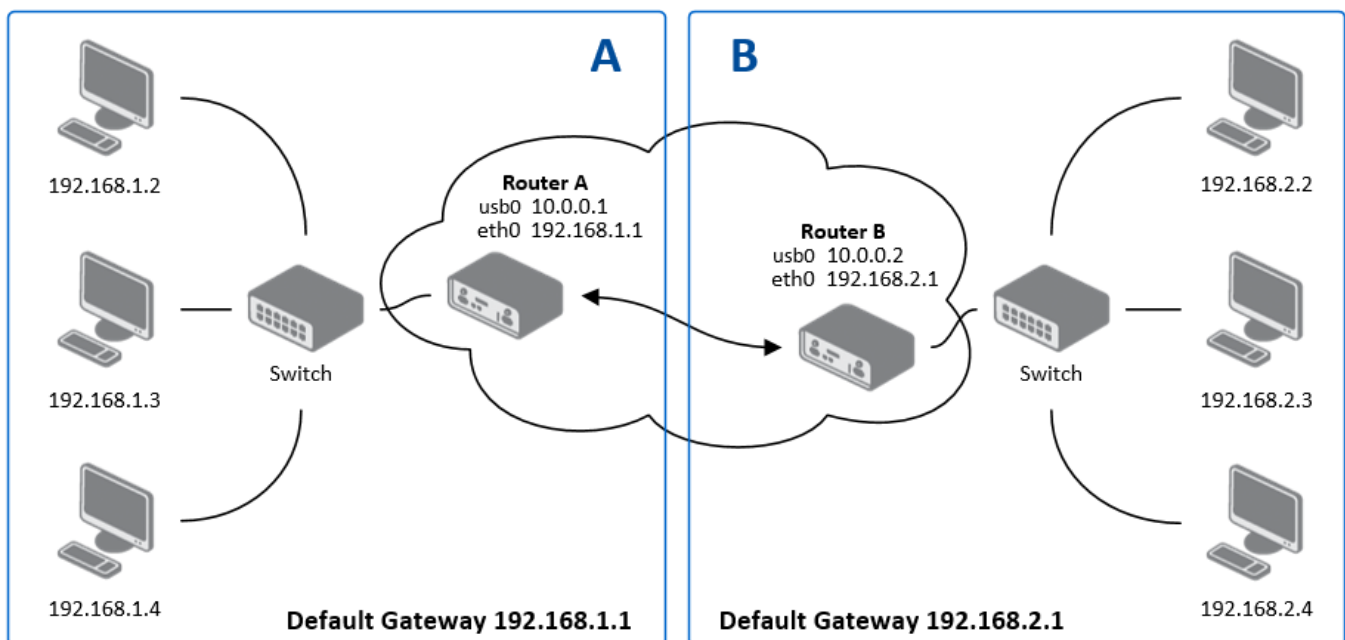 A
B
192.168.1.2
192.168.2.2
Router A
usb0 10.0.0.1
eth0 192.168.1.1
Router B
usb0 10.0.0.2
eth0 192.168.2.1
Switch
Switch
192.168.1.3
192.168.2.3
192.168.1.4
192.168.2.4
Default Gateway 192.168.1.1
Default Gateway 192.168.2.1